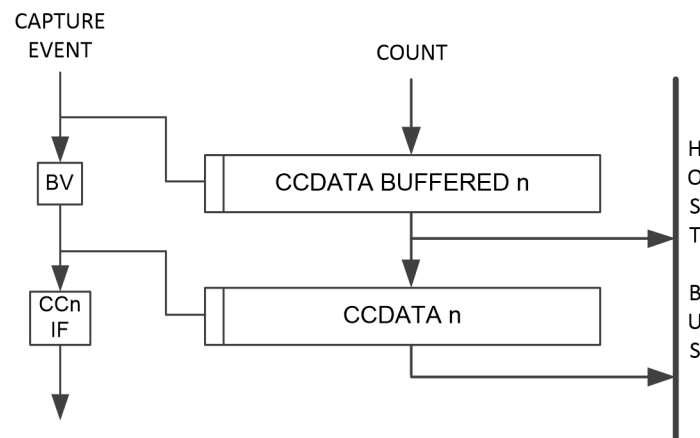 CAPTURE
EVENT
COUNT
BV
CCDATA BUFFERED n
CCn
IF
CCDATA n
H
O
S
T
B
U
S